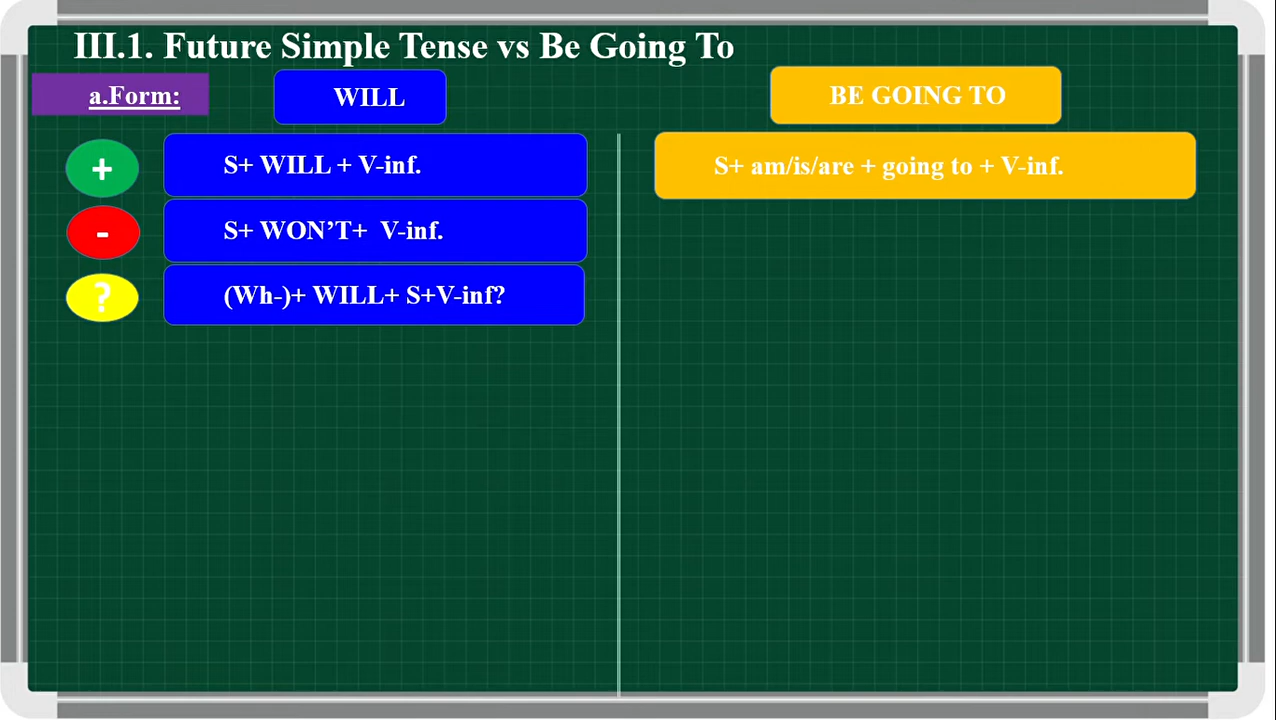 III.1. Future Simple Tense vs Be Going To
a.Form:
WILL
BE GOING TO
+
S+ WILL + V-inf.
S+ am/is/are + going to + V-inf.
-
S+ WON’T+  V-inf.
?
(Wh-)+ WILL+ S+V-inf?